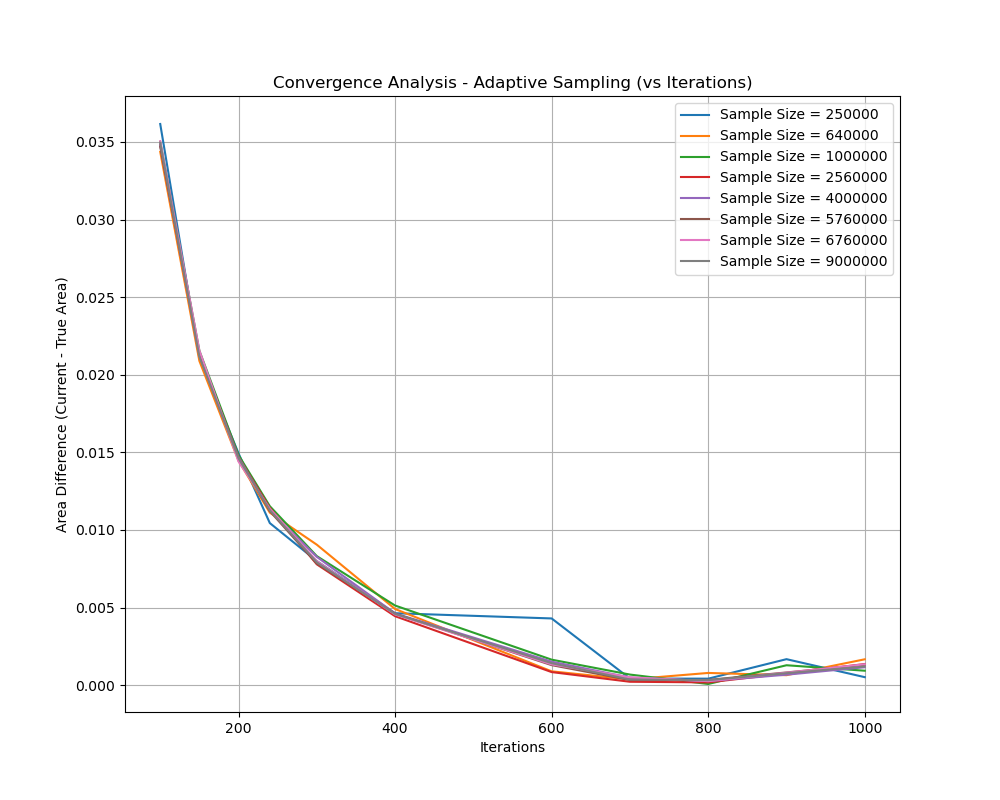 Convergence Analysis - Adaptive Sampling (vs Iterations)
Sample Size = 250000
Sample Size = 640000
Sample Size = 1000000
Sample Size = 2560000
Sample Size = 4000000
Sample Size = 5760000
Sample Size = 6760000
Sample Size = 9000000
Area Difference (Current - True Area)
0.035
0.030
0.025
0.020
0.015
0.010
0.005
0.000
200 400 600 800 1000
Iterations